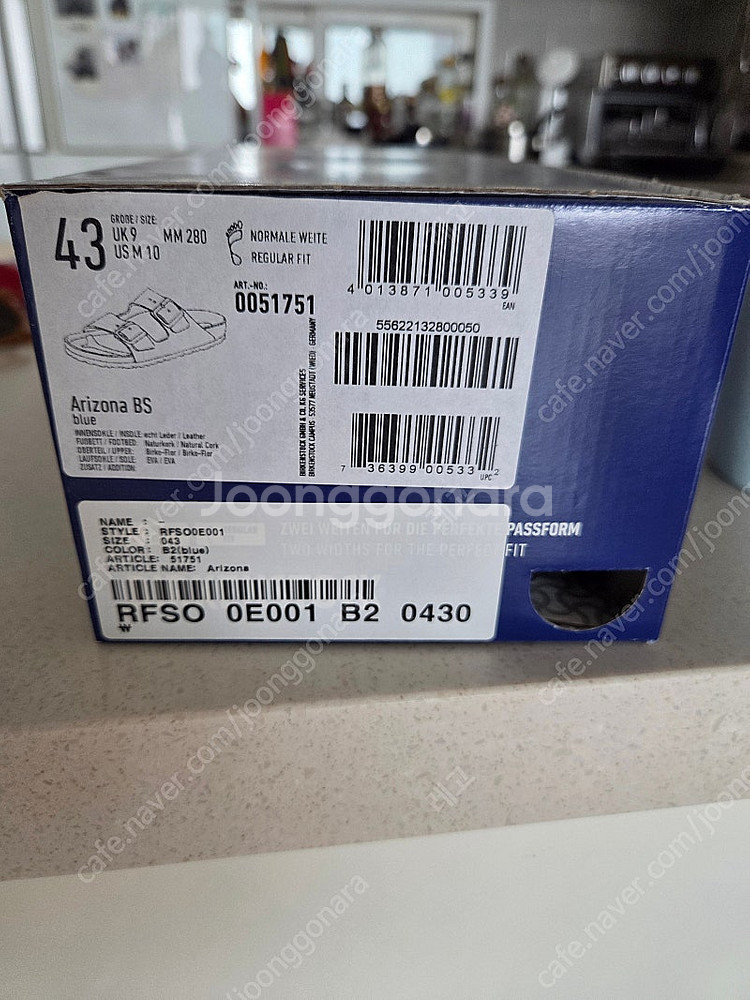 43
GRÖßE / SIZE:
UK 9 MM 280
US M 10
NORMALE WEITE
REGULAR FIT
ART.-NO.:
0051751
4 013871 005339
EAN
55622132800050
BIRKENSTOCK GMBH & CO. KG SERVICES
BIRKENSTOCK CAMPUS 53577 NEUSTADT (WIED) GERMANY
7 36399 00533 2
UPC
Arizona BS
blue
INNENSOHLE / INSOLE: echt Leder / Leather
FUßBETT / FOOTBED: Naturkork / Natural Cork
OBERTEIL / UPPER: Birko-Flor / Birko-Flor
LAUFSOHLE / SOLE: EVA / EVA
ZUSATZ / ADDITION:
Joonggonara
NAME : -
STYLE : RFSO0E001
SIZE : 043
COLOR : B2(blue)
ARTICLE: 51751
ARTICLE NAME: Arizona
RFSO 0E001 B2 0430
W
ZWEI WEITEN FÜR DIE PERFEKTE PASSFORM
TWO WIDTHS FOR THE PERFECT FIT
cafe.naver.com/joonggonara